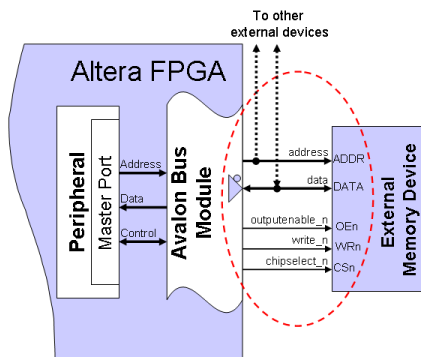 To other
external devices
Altera FPGA
Peripheral
Master Port
Address
Data
Control
Avalon Bus
Module
address
data
outputenable_n
write_n
chipselect_n
ADDR
DATA
OEn
WRn
CSn
External
Memory Device